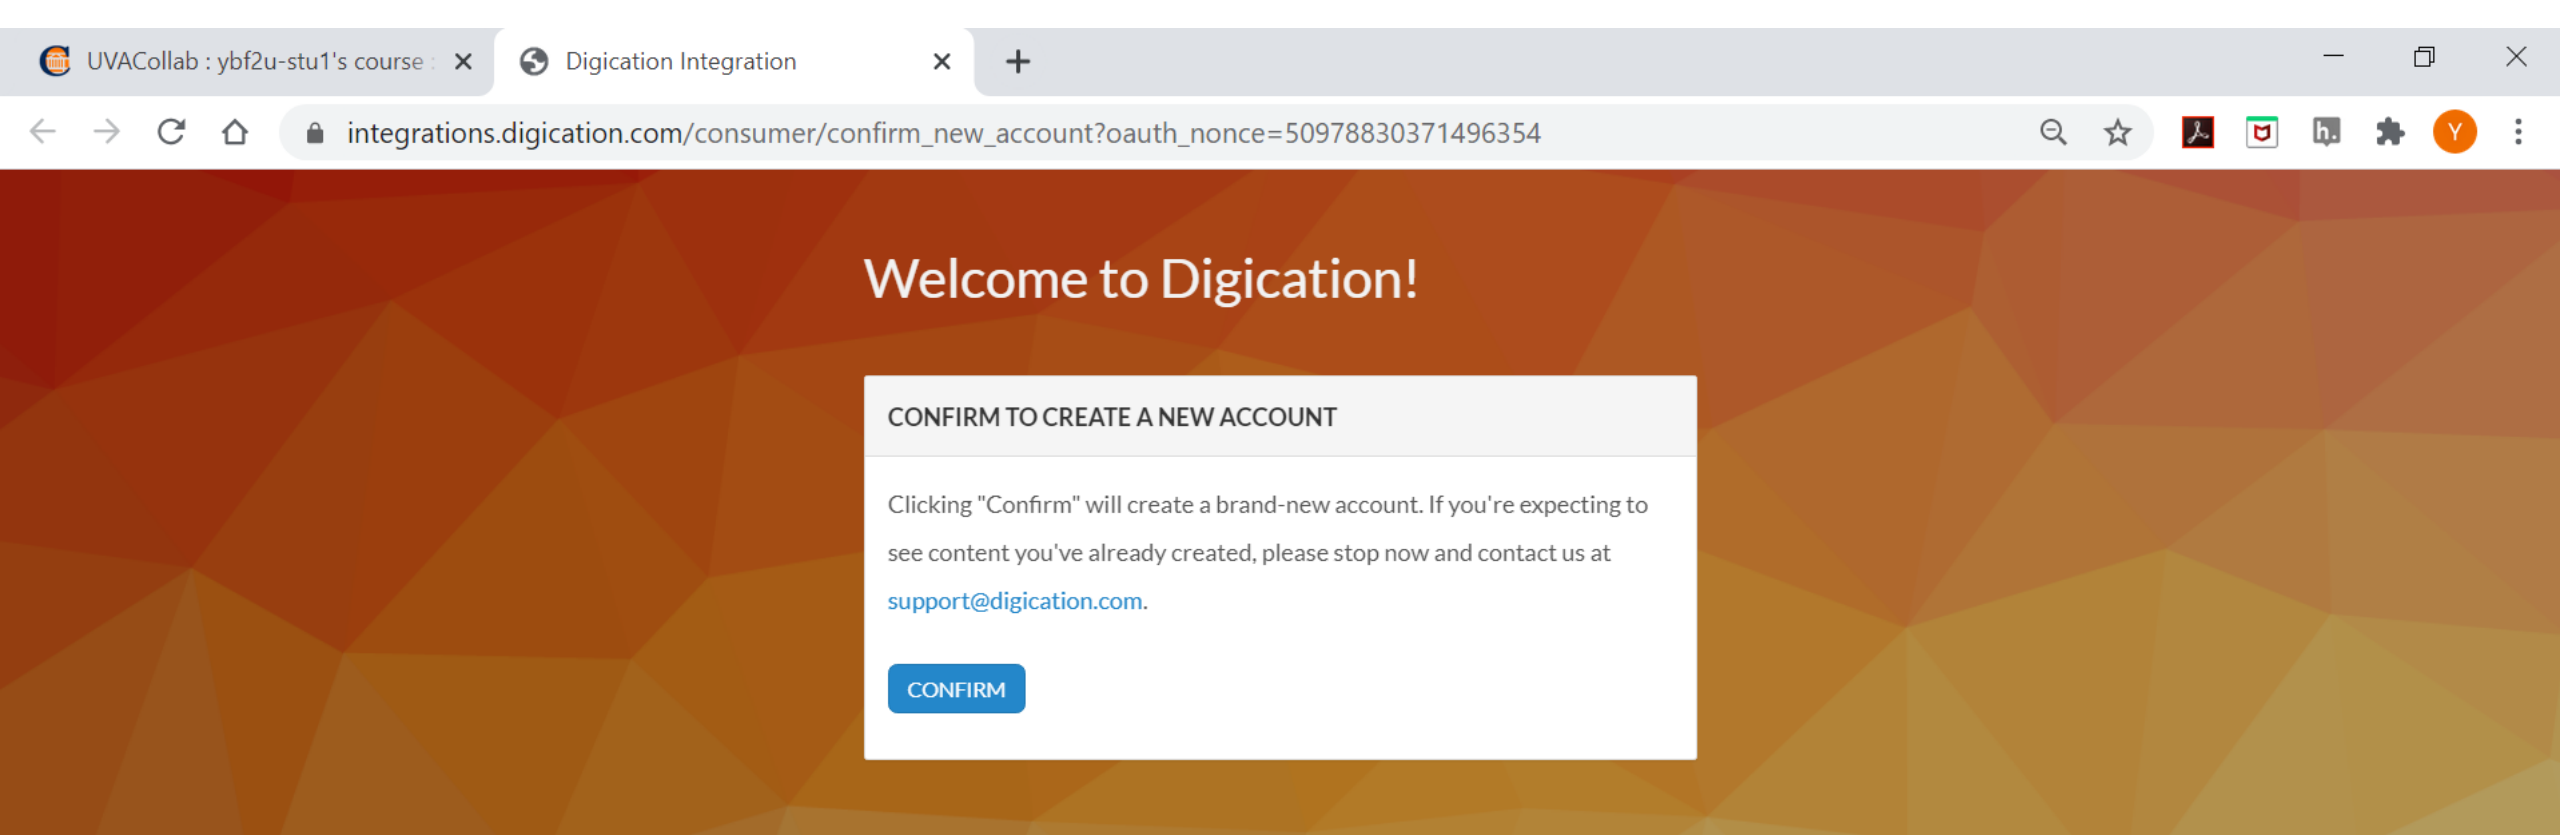 UVACollab : ybf2u-stu1's course :
Digication Integration
integrations.digication.com/consumer/confirm_new_account?oauth_nonce=50978830371496354
h.
Y
Welcome to Digication!
CONFIRM TO CREATE A NEW ACCOUNT
Clicking "Confirm" will create a brand-new account. If you're expecting to
see content you've already created, please stop now and contact us at
support@digication.com.
CONFIRM